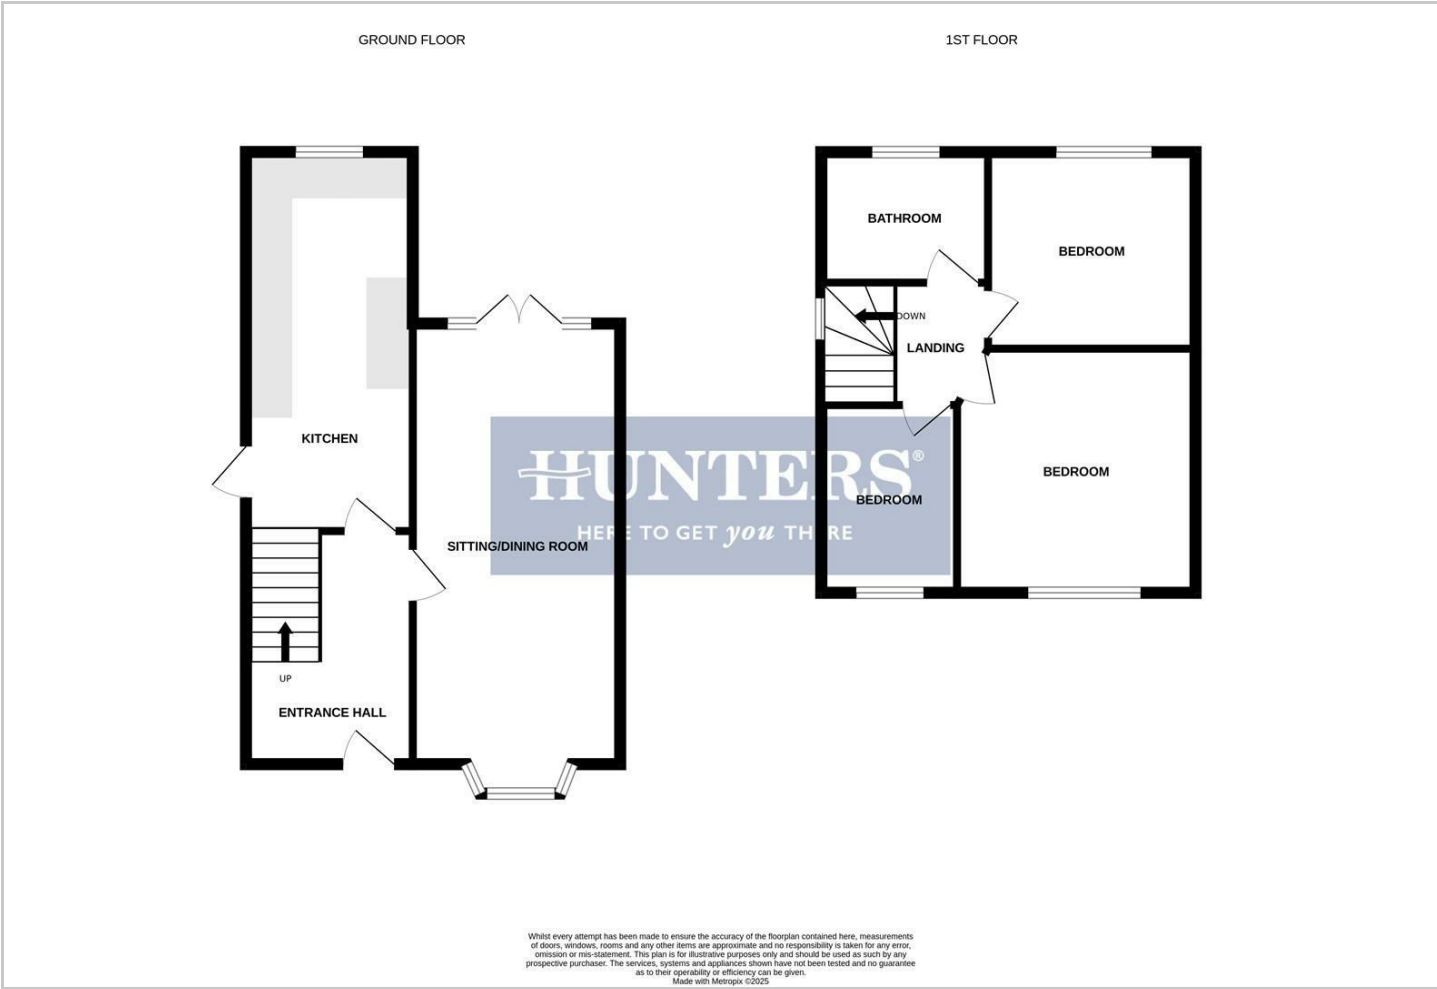 GROUND FLOOR
1ST FLOOR
BATHROOM
BEDROOM
DOWN
LANDING
KITCHEN
HUNTERS®
HERE TO GET you THERE
BEDROOM
BEDROOM
SITTING/DINING ROOM
UP
ENTRANCE HALL
Whilst every attempt has been made to ensure the accuracy of the floorplan contained here, measurements
of doors, windows, rooms and any other items are approximate and no responsibility is taken for any error,
omission or mis-statement. This plan is for illustrative purposes only and should be used as such by any
prospective purchaser. The services, systems and appliances shown have not been tested and no guarantee
as to their operability or efficiency can be given.
Made with Metropix ©2025